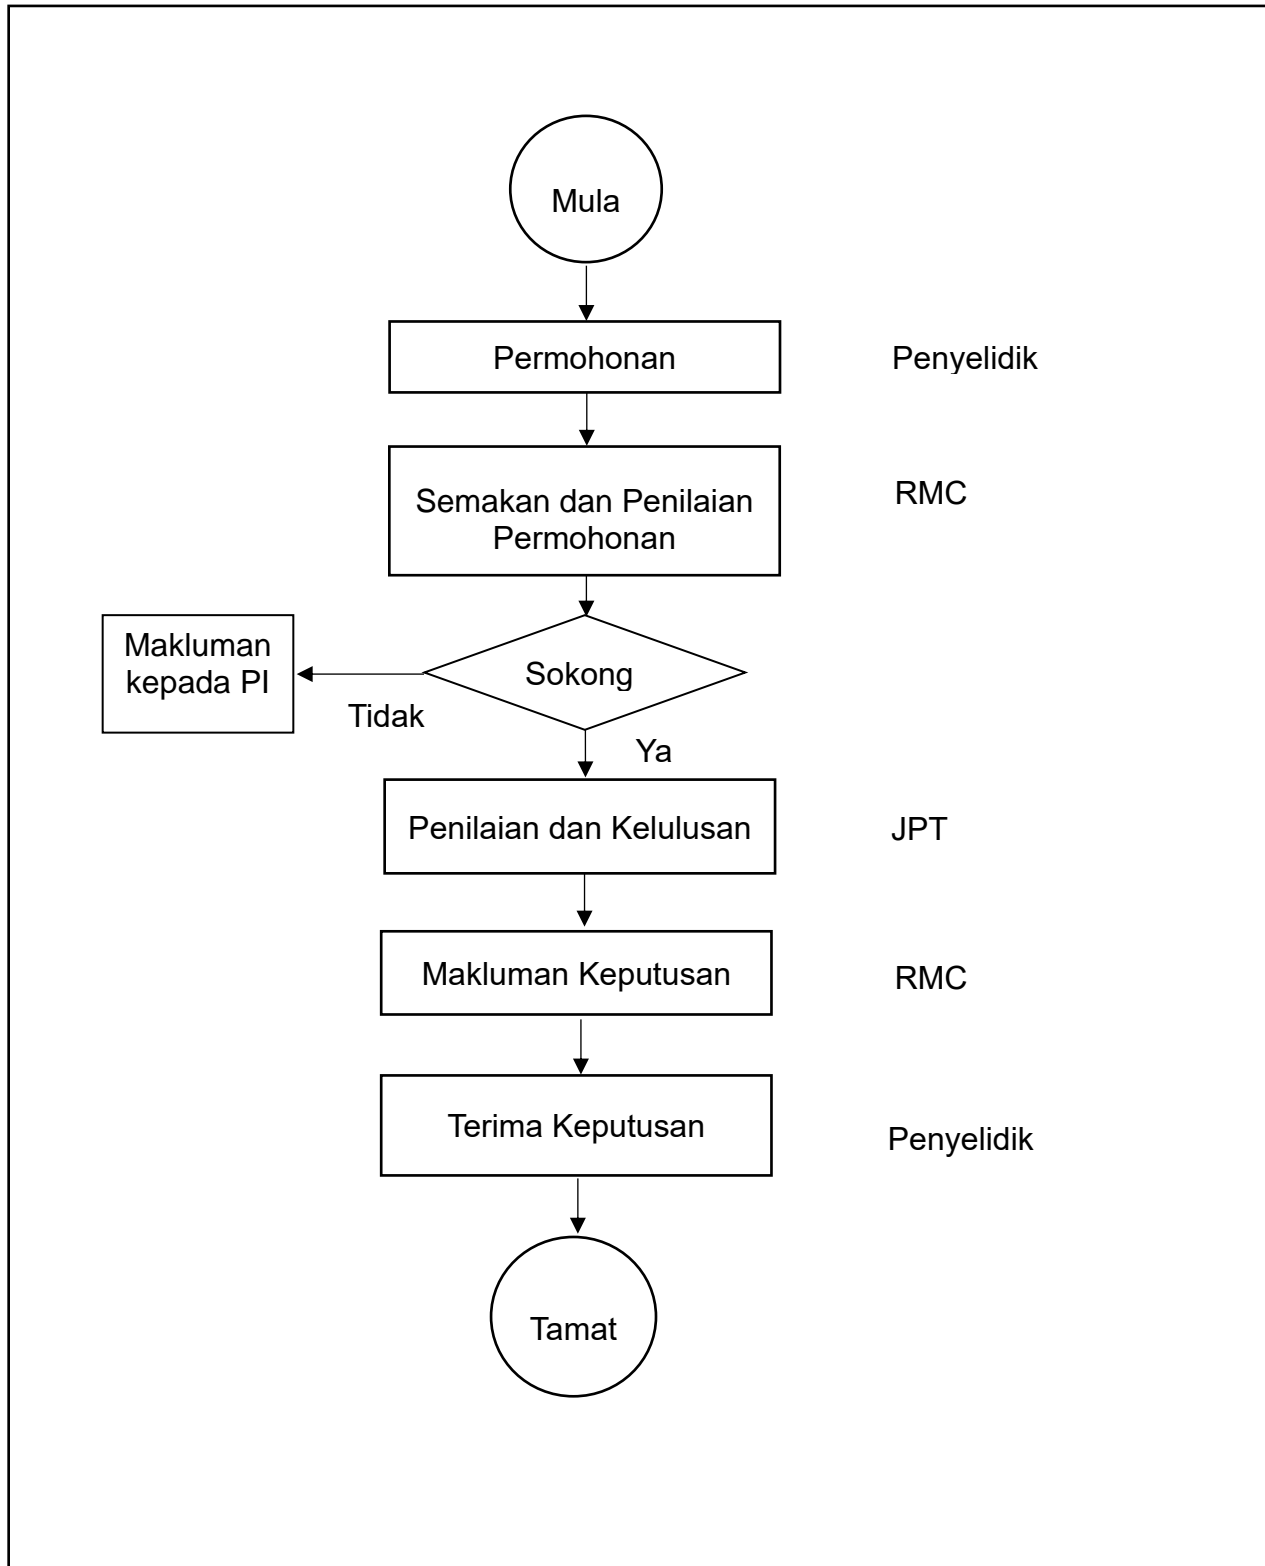 Mula
Permohonan
Penyelidik
Semakan dan Penilaian
Permohonan
RMC
Makluman
kepada PI
Sokong
Tidak
Ya
Penilaian dan Kelulusan
JPT
Makluman Keputusan
RMC
Terima Keputusan
Penyelidik
Tamat